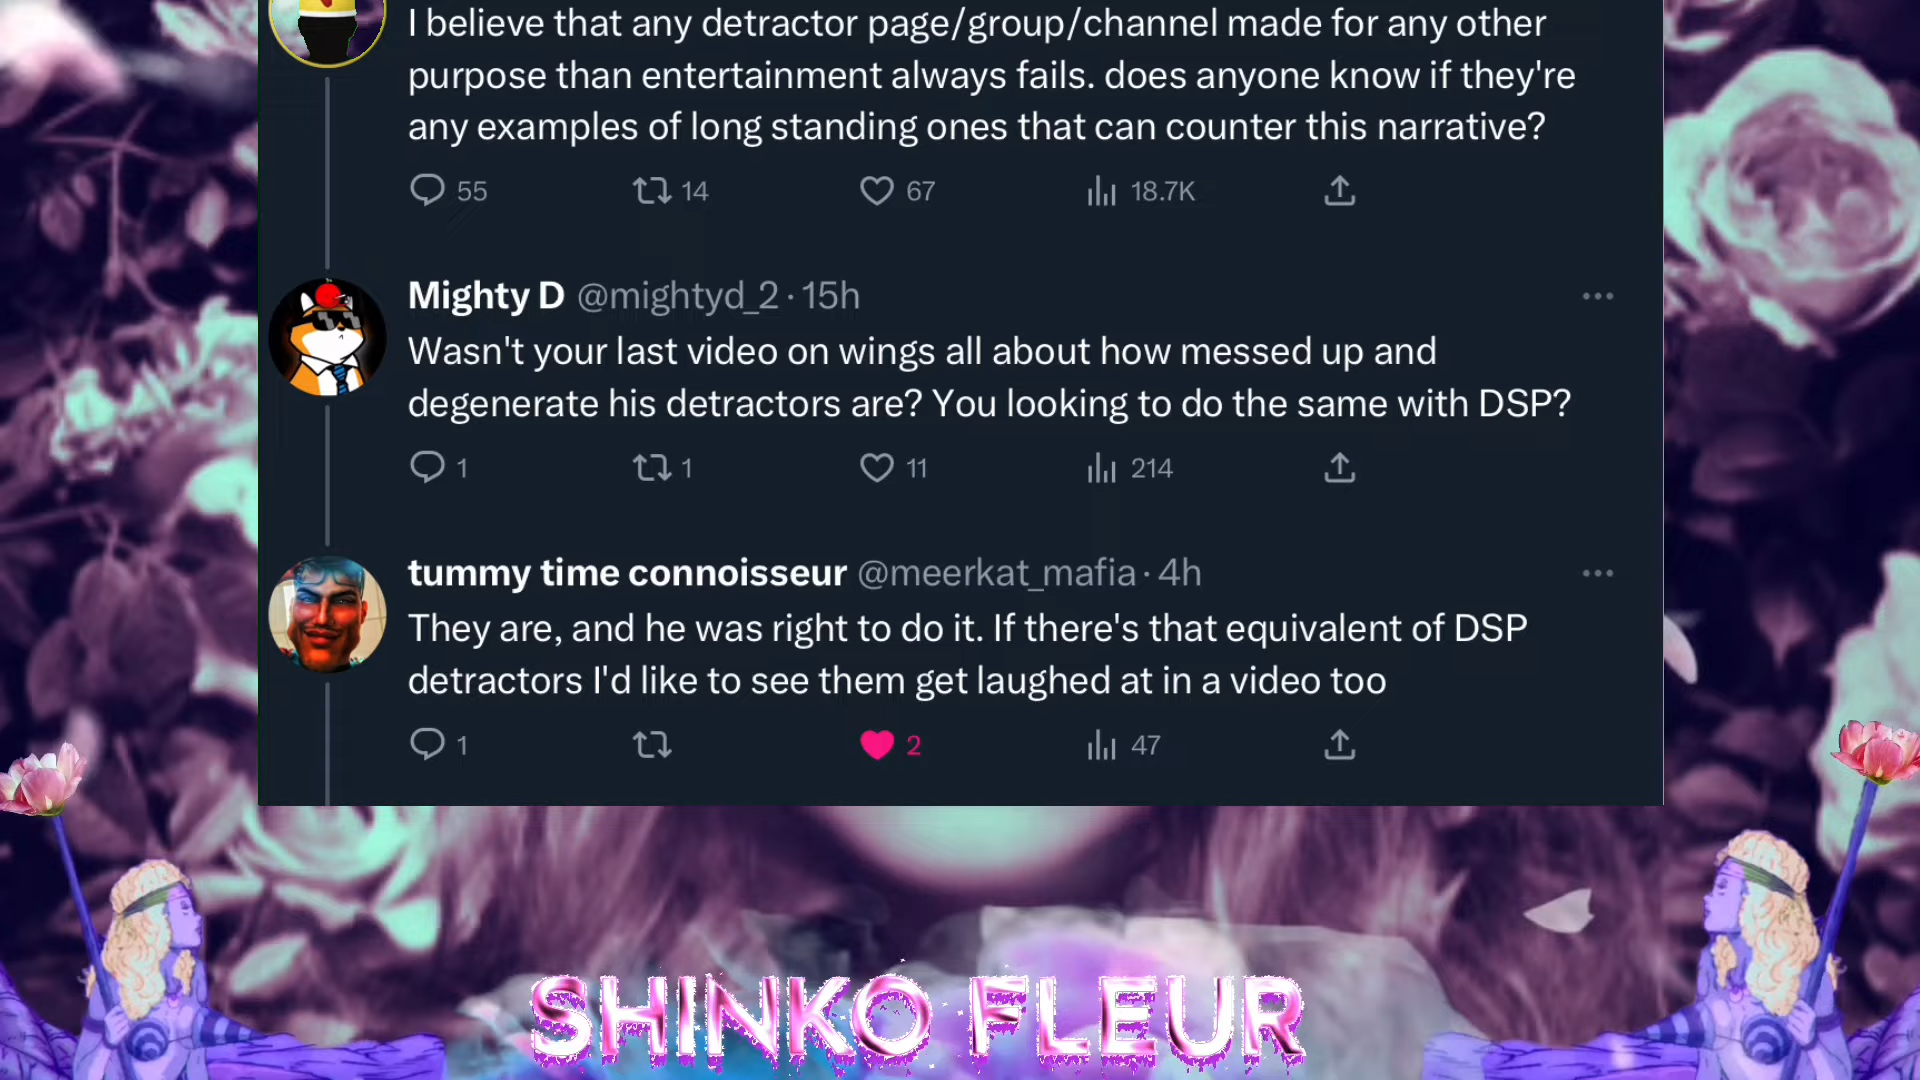 I believe that any detractor page/group/channel made for any other
purpose than entertainment always fails. does anyone know if they're
any examples of long standing ones that can counter this narrative?
55 14 67 18.7K
Mighty D @mightyd_2 · 15h
Wasn't your last video on wings all about how messed up and
degenerate his detractors are? You looking to do the same with DSP?
1 1 11 214
tummy time connoisseur @meerkat_mafia · 4h
They are, and he was right to do it. If there's that equivalent of DSP
detractors I'd like to see them get laughed at in a video too
1 2 47
SHINKO FLEUR